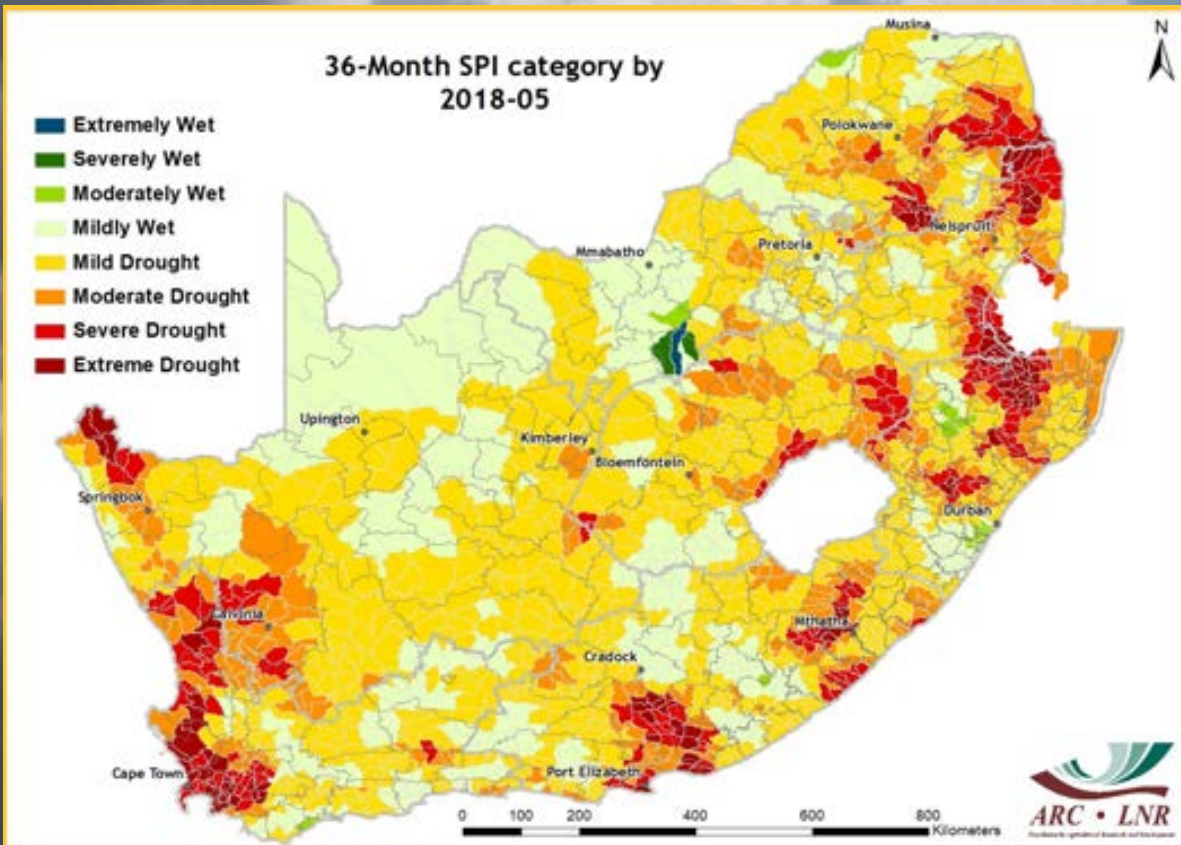 36-Month SPI category by
2018-05
N
Extremely Wet
Severely Wet
Moderately Wet
Mildly Wet
Mild Drought
Moderate Drought
Severe Drought
Extreme Drought
Musina
Polokwane
Nelspruit
Pretoria
Mmabatho
Upington
Kimberley
Bloemfontein
Springbok
Durban
Calvinia
Mthatha
Cradock
Cape Town
Port Elizabeth
0 100 200 400 600 800
Kilometers
ARC • LNR